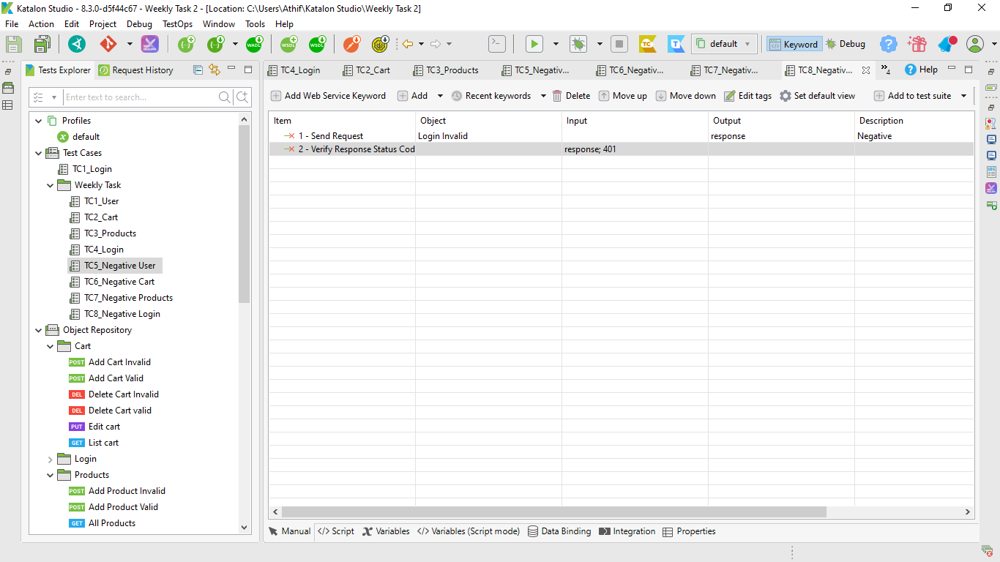 Katalon Studio - 8.3.0-d5f44c67 - Weekly Task 2 - [Location: C:\Users\Athif\Katalon Studio\Weekly Task 2]
File Action Edit Project Debug TestOps Window Tools Help
WADL WSDL WSDL TC T default Keyword Debug
Tests Explorer Request History
Enter text to search...
Profiles
default
Test Cases
TC1_Login
Weekly Task
TC1_User
TC2_Cart
TC3_Products
TC4_Login
TC5_Negative User
TC6_Negative Cart
TC7_Negative Products
TC8_Negative Login
Object Repository
Cart
POST Add Cart Invalid
POST Add Cart Valid
DEL Delete Cart Invalid
DEL Delete Cart valid
PUT Edit cart
GET List cart
Login
Products
POST Add Product Invalid
POST Add Product Valid
GET All Products
TC4_Login TC2_Cart TC3_Products TC5_Negativ... TC6_Negativ... TC7_Negativ... TC8_Negativ... »4 Help
Add Web Service Keyword Add Recent keywords Delete Move up Move down Edit tags Set default view Add to test suite
Item Object Input Output Description
1 - Send Request Login Invalid response Negative
2 - Verify Response Status Cod response; 401
Manual Script Variables Variables (Script mode) Data Binding Integration Properties